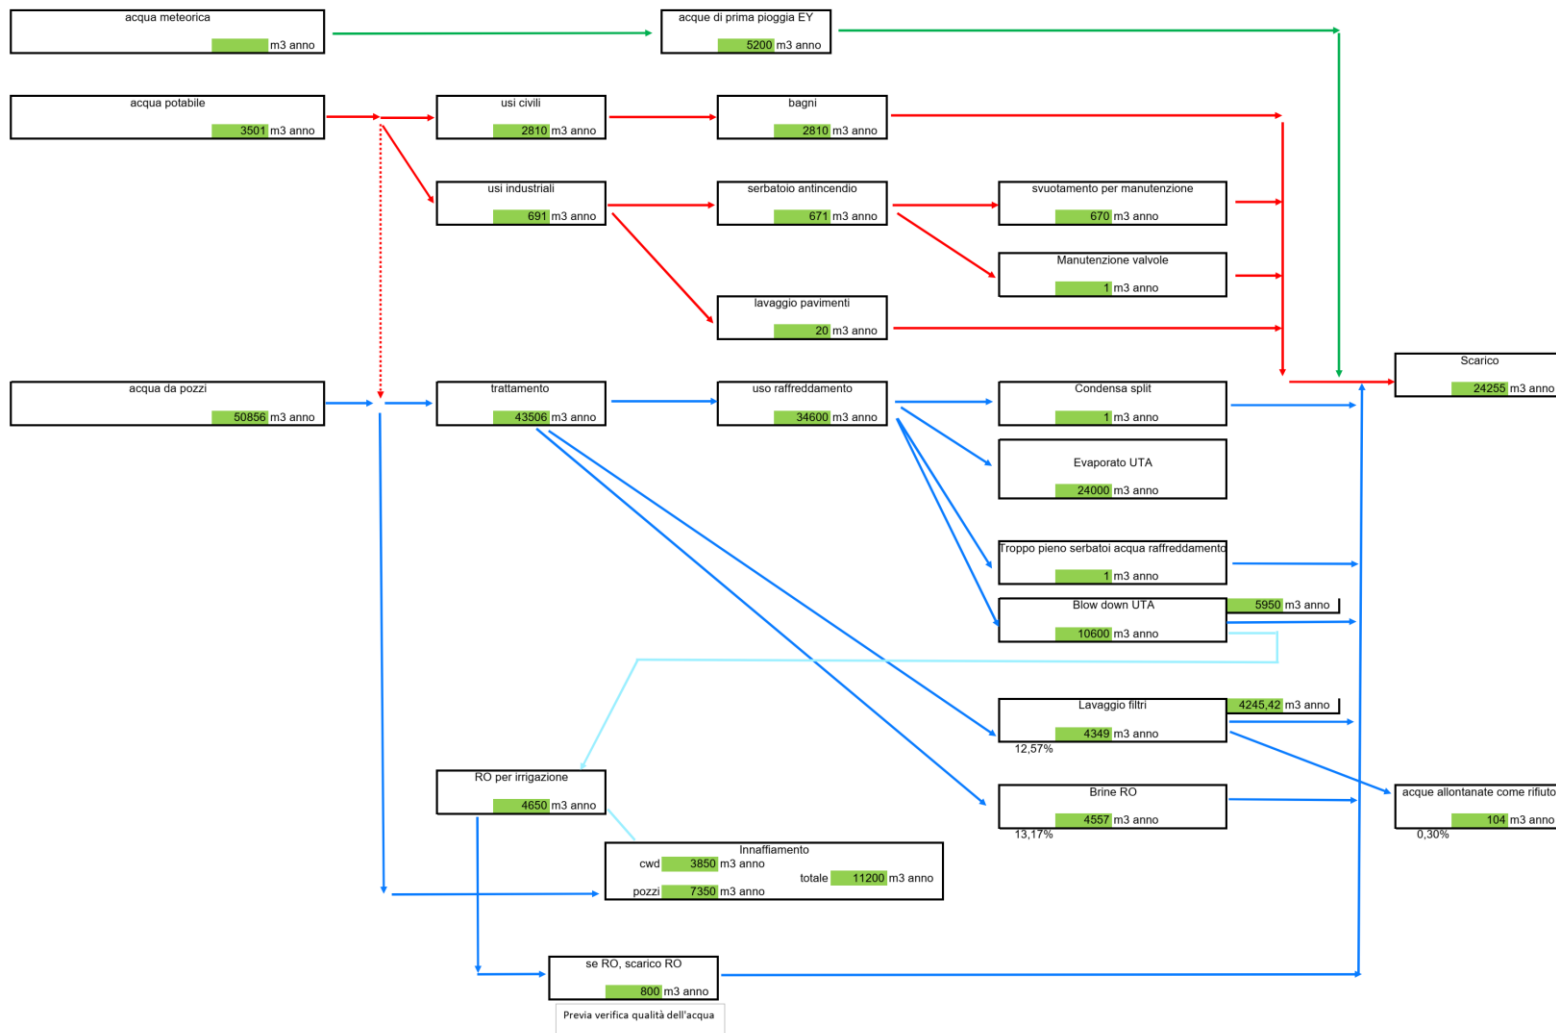 acqua meteorica
m3 anno
acque di prima pioggia EY
5200 m3 anno
acqua potabile
3501 m3 anno
usi civili
2810 m3 anno
bagni
2810 m3 anno
usi industriali
691 m3 anno
serbatoio antincendio
671 m3 anno
svuotamento per manutenzione
670 m3 anno
Manutenzione valvole
1 m3 anno
lavaggio pavimenti
20 m3 anno
Scarico
24255 m3 anno
acqua da pozzi
50856 m3 anno
trattamento
43506 m3 anno
uso raffreddamento
34600 m3 anno
Condensa split
1 m3 anno
Evaporato UTA
24000 m3 anno
Troppo pieno serbatoi acqua raffreddamento
1 m3 anno
Blow down UTA
5950 m3 anno
10600 m3 anno
Lavaggio filtri
4245,42 m3 anno
4349 m3 anno
12,57%
RO per irrigazione
4650 m3 anno
Brine RO
4557 m3 anno
13,17%
acque allontanate come rifiuto
104 m3 anno
0,30%
Innaffiamento
cwd 3850 m3 anno
totale 11200 m3 anno
pozzi 7350 m3 anno
se RO, scarico RO
800 m3 anno
Previa verifica qualità dell'acqua